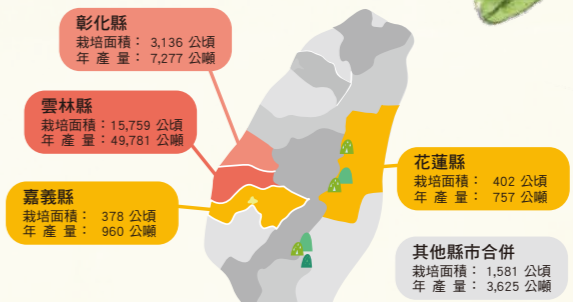 彰化縣
栽培面積： 3,136 公頃
年 產 量： 7,277 公噸
雲林縣
栽培面積：15,759 公頃
年 產 量：49,781 公噸
嘉義縣
栽培面積： 378 公頃
年 產 量： 960 公噸
花蓮縣
栽培面積： 402 公頃
年 產 量： 757 公噸
其他縣市合併
栽培面積： 1,581 公頃
年 產 量： 3,625 公噸